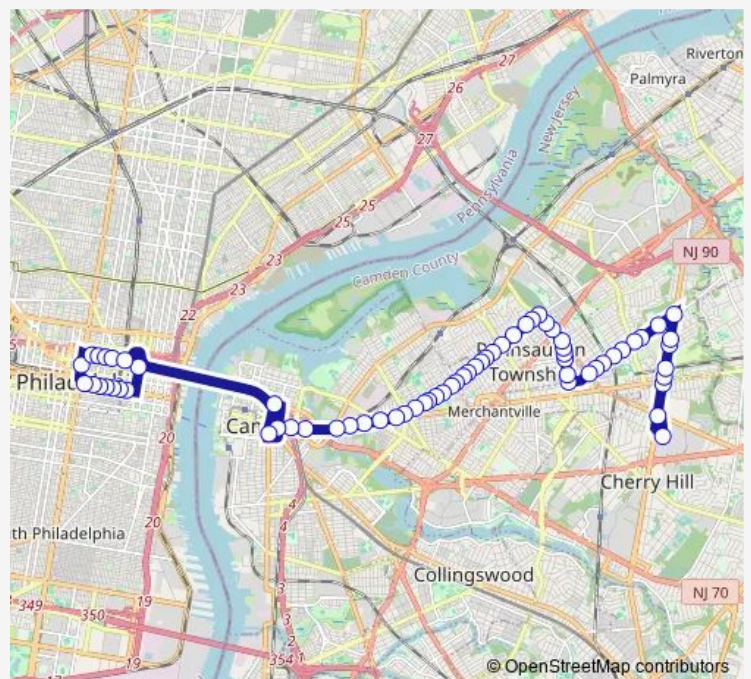 Riverton
27
Palmyra
26
New Jersey
27
Pennsylvania
25
25
23
NJ 90
Camden County
23
22
Philad
Pennsauken
Townsh
Merchantville
Cam
20
Cherry Hill
4
20
th Philadelphia
4
Collingswood
3
NJ 70
349
350
19
3
2
354
1
19
© OpenStreetMap contributors